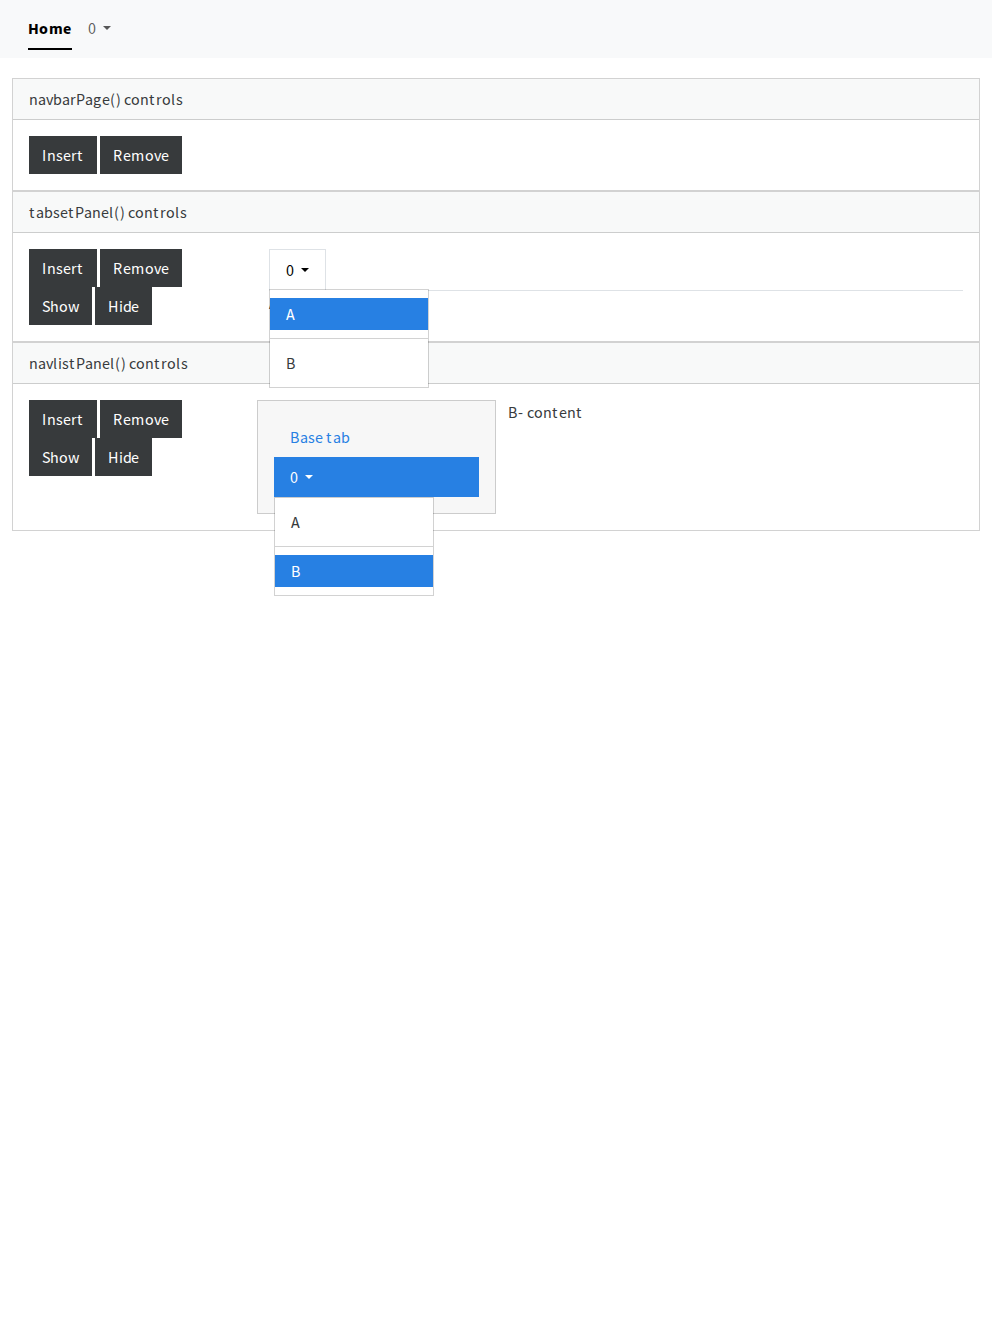 Home 0
navbarPage() controls
Insert Remove
tabsetPanel() controls
Insert Remove
Show Hide
0
A
B
navlistPanel() controls
Insert Remove
Show Hide
Base tab
0
A
B
B- content